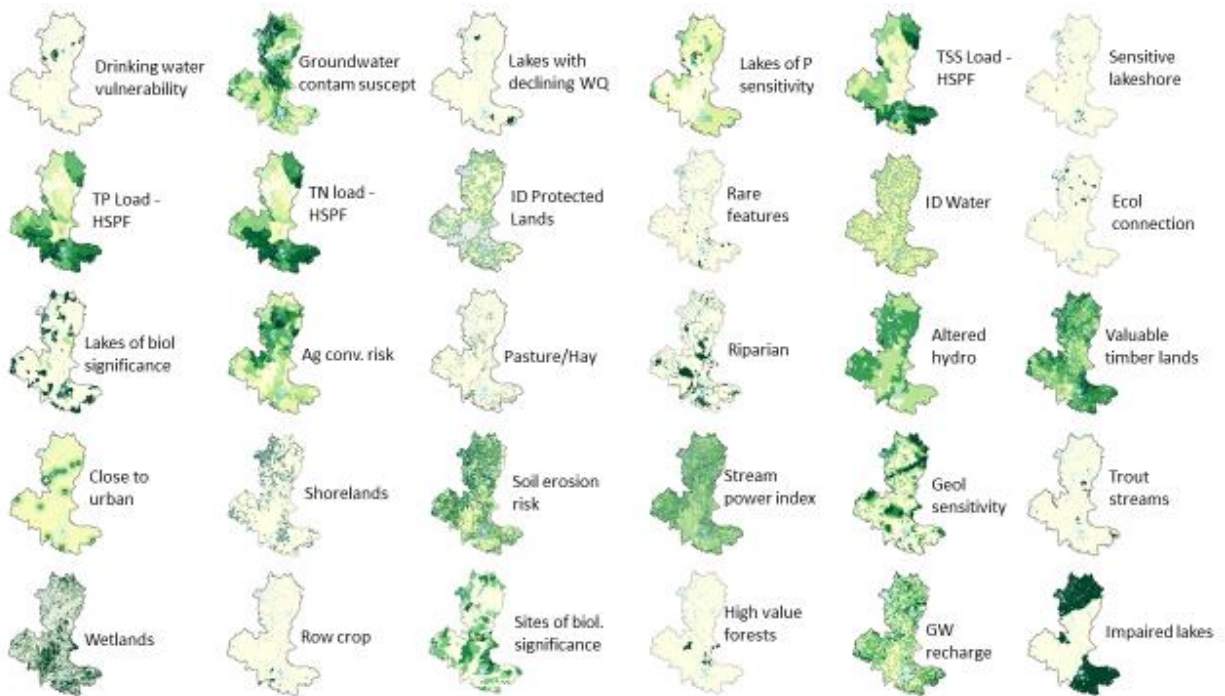 Drinking water
vulnerability
Groundwater
contam suscept
Lakes with
declining WQ
Lakes of P
sensitivity
TSS Load -
HSPF
Sensitive
lakeshore
TP Load -
HSPF
TN load -
HSPF
ID Protected
Lands
Rare
features
ID Water
Ecol
connection
Lakes of biol
significance
Ag conv. risk
Pasture/Hay
Riparian
Altered
hydro
Valuable
timber lands
Close to
urban
Shorelands
Soil erosion
risk
Stream
power index
Geol
sensitivity
Trout
streams
Wetlands
Row crop
Sites of biol.
significance
High value
forests
GW
recharge
Impaired lakes